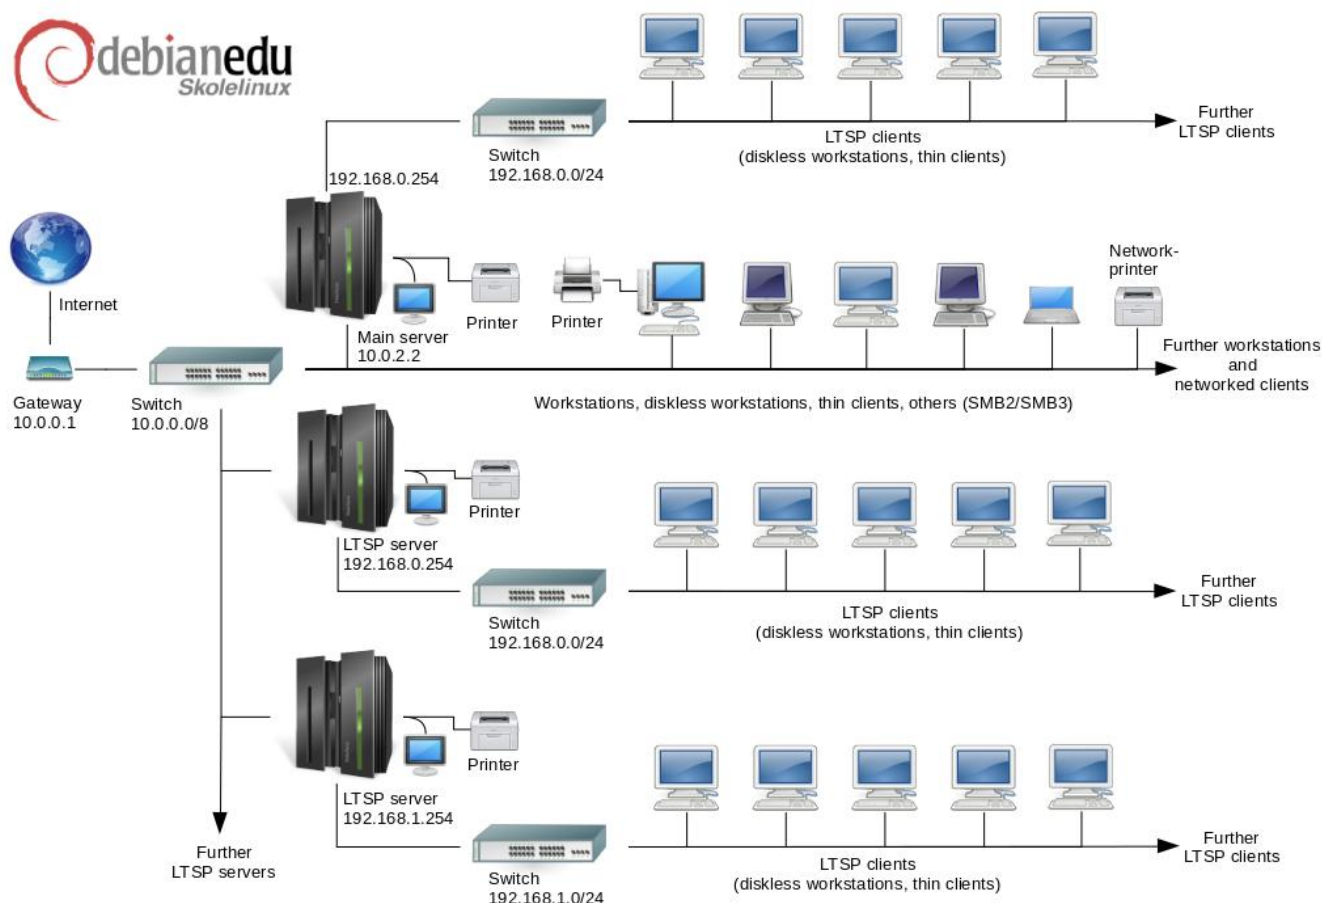 debianedu
Skolelinux
Further
LTSP clients
LTSP clients
(diskless workstations, thin clients)
Switch
192.168.0.0/24
192.168.0.254
Internet
Printer
Printer
Network-
printer
Main server
10.0.2.2
Further workstations
and
networked clients
Gateway
10.0.0.1
Switch
10.0.0.0/8
Workstations, diskless workstations, thin clients, others (SMB2/SMB3)
Printer
LTSP server
192.168.0.254
Switch
192.168.0.0/24
LTSP clients
(diskless workstations, thin clients)
Further
LTSP clients
Printer
LTSP server
192.168.1.254
Further
LTSP servers
Switch
192.168.1.0/24
LTSP clients
(diskless workstations, thin clients)
Further
LTSP clients